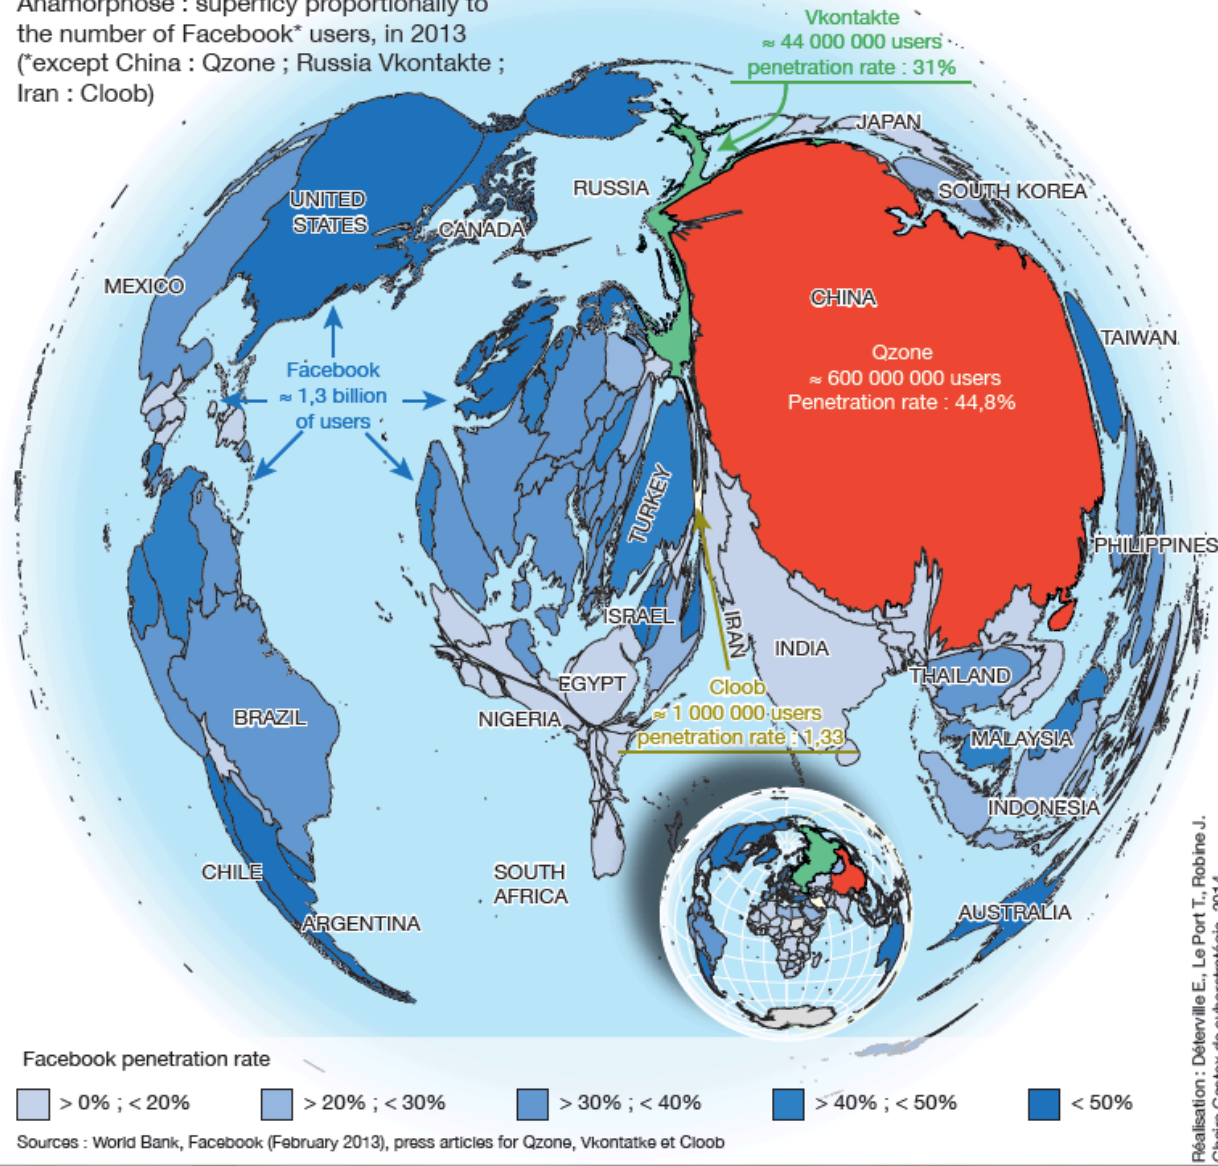 Anamorphose : superficy proportionally to
the number of Facebook* users, in 2013
(*except China : Qzone ; Russia Vkontakte ;
Iran : Cloob)
Vkontakte
≈ 44 000 000 users
penetration rate : 31%
JAPAN
RUSSIA
SOUTH KOREA
UNITED
STATES
CANADA
MEXICO
CHINA
TAIWAN
Qzone
≈ 600 000 000 users
Penetration rate : 44,8%
Facebook
≈ 1,3 billion
of users
TURKEY
PHILIPPINES
ISRAEL
IRAN
INDIA
EGYPT
THAILAND
Cloob
≈ 1 000 000 users
penetration rate : 1,33
NIGERIA
BRAZIL
MALAYSIA
INDONESIA
CHILE
SOUTH
AFRICA
AUSTRALIA
ARGENTINA
Réalisation : Déterville E., Le Port T., Robine J.
Facebook penetration rate
> 0% ; < 20%
> 20% ; < 30%
> 30% ; < 40%
> 40% ; < 50%
< 50%
Sources : World Bank, Facebook (February 2013), press articles for Qzone, Vkontatke et Cloob